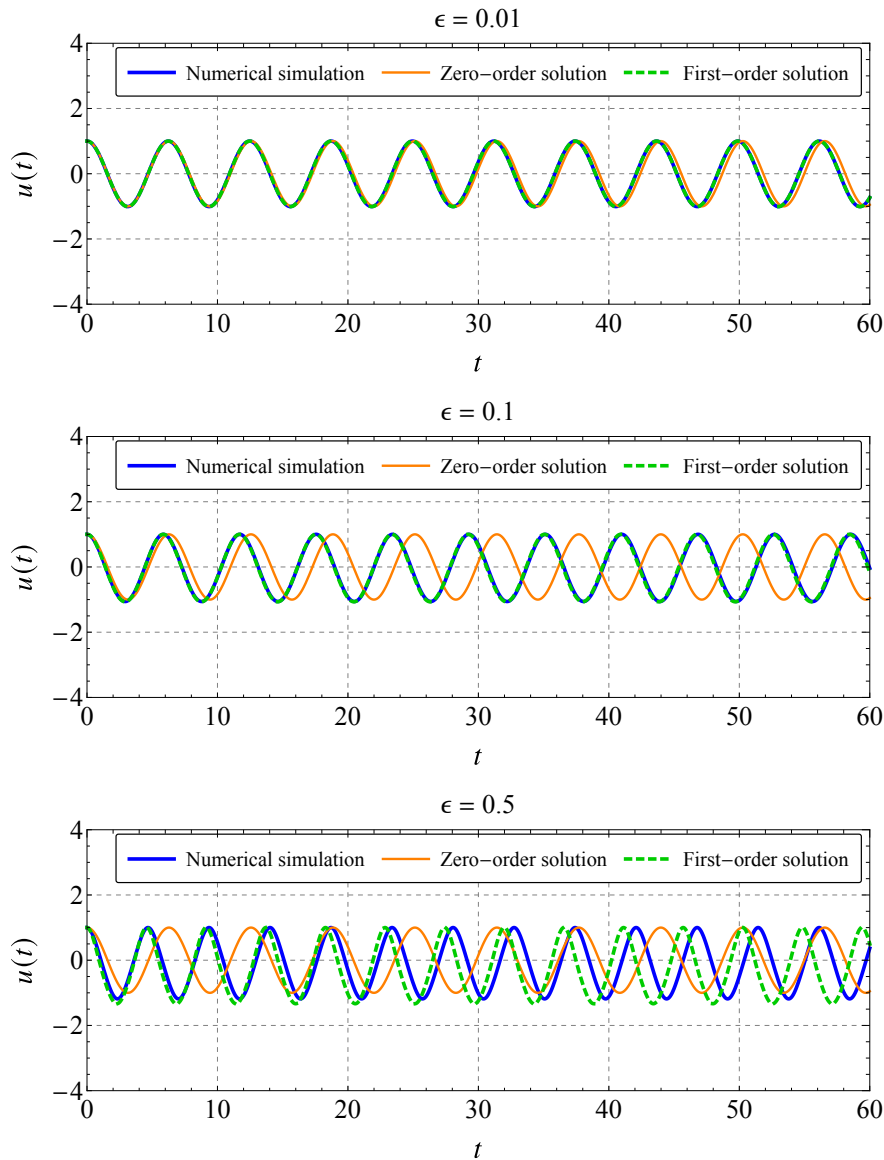 ϵ = 0.01
Numerical simulation Zero−order solution First−order solution
4
2
0
−2
−4
u(t)
0 10 20 30 40 50 60
t
ϵ = 0.1
Numerical simulation Zero−order solution First−order solution
4
2
0
−2
−4
u(t)
0 10 20 30 40 50 60
t
ϵ = 0.5
Numerical simulation Zero−order solution First−order solution
4
2
0
−2
−4
u(t)
0 10 20 30 40 50 60
t